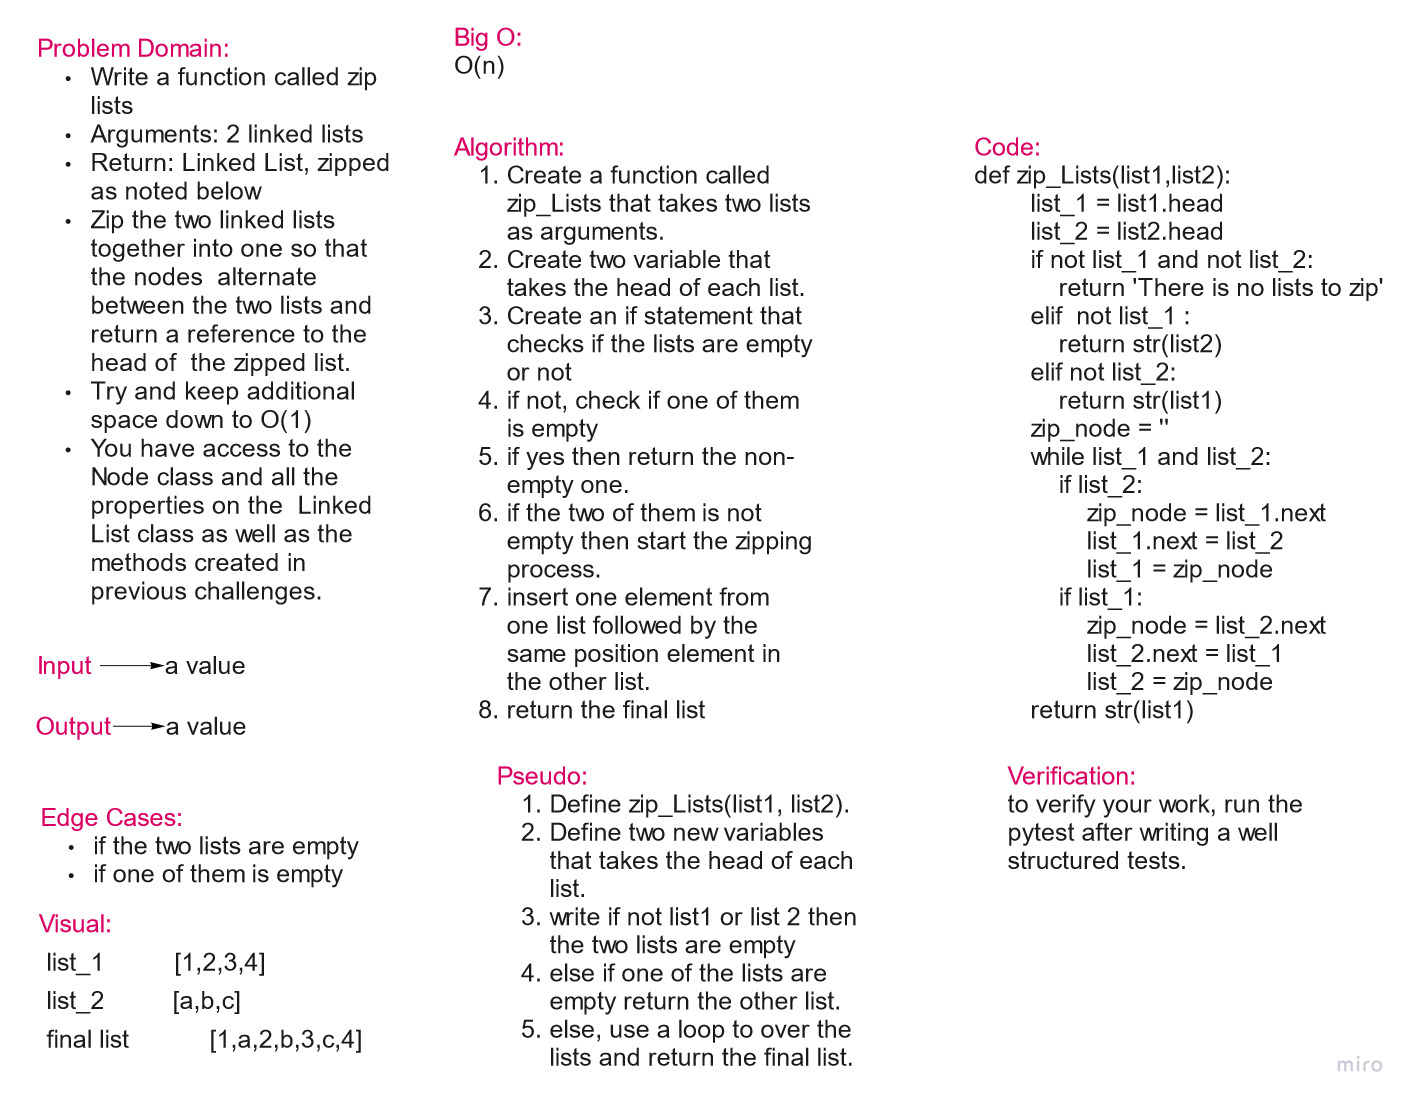 Problem Domain:
• Write a function called zip
lists
• Arguments: 2 linked lists
• Return: Linked List, zipped
as noted below
• Zip the two linked lists
together into one so that
the nodes  alternate
between the two lists and
return a reference to the
head of  the zipped list.
• Try and keep additional
space down to O(1)
• You have access to the
Node class and all the
properties on the  Linked
List class as well as the
methods created in
previous challenges.
Input a value
Output a value
Edge Cases:
• if the two lists are empty
• if one of them is empty
Visual:
list_1 [1,2,3,4]
list_2 [a,b,c]
final list [1,a,2,b,3,c,4]
Big O:
O(n)
Algorithm:
1. Create a function called
zip_Lists that takes two lists
as arguments.
2. Create two variable that
takes the head of each list.
3. Create an if statement that
checks if the lists are empty
or not
4. if not, check if one of them
is empty
5. if yes then return the non-
empty one.
6. if the two of them is not
empty then start the zipping
process.
7. insert one element from
one list followed by the
same position element in
the other list.
8. return the final list
Pseudo:
1. Define zip_Lists(list1, list2).
2. Define two new variables
that takes the head of each
list.
3. write if not list1 or list 2 then
the two lists are empty
4. else if one of the lists are
empty return the other list.
5. else, use a loop to over the
lists and return the final list.
Code:
def zip_Lists(list1,list2):
list_1 = list1.head
list_2 = list2.head
if not list_1 and not list_2:
return 'There is no lists to zip'
elif  not list_1 :
return str(list2)
elif not list_2:
return str(list1)
zip_node = ''
while list_1 and list_2:
if list_2:
zip_node = list_1.next
list_1.next = list_2
list_1 = zip_node
if list_1:
zip_node = list_2.next
list_2.next = list_1
list_2 = zip_node
return str(list1)
Verification:
to verify your work, run the
pytest after writing a well
structured tests.
miro